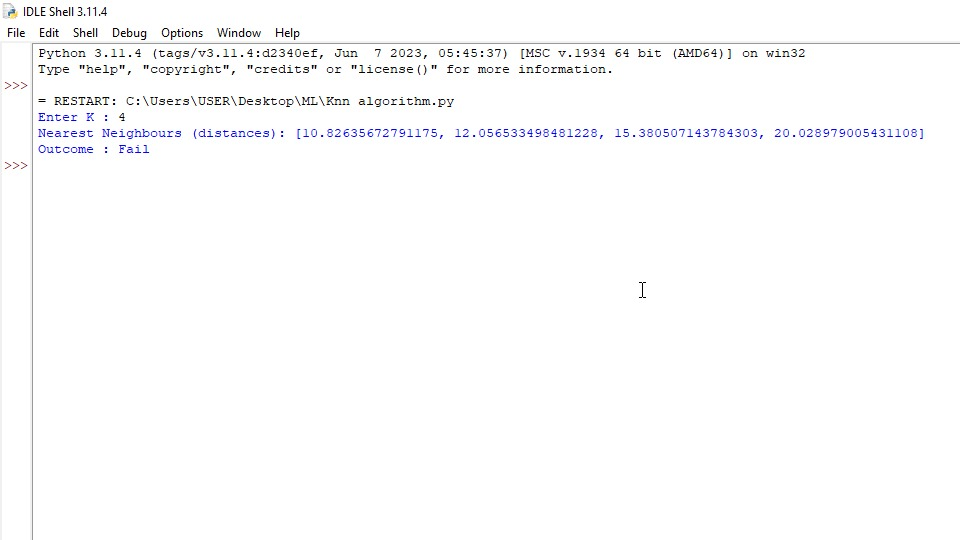 IDLE Shell 3.11.4
File Edit Shell Debug Options Window Help
Python 3.11.4 (tags/v3.11.4:d2340ef, Jun  7 2023, 05:45:37) [MSC v.1934 64 bit (AMD64)] on win32
Type "help", "copyright", "credits" or "license()" for more information.
>>>
= RESTART: C:\Users\USER\Desktop\ML\Knn algorithm.py
Enter K : 4
Nearest Neighbours (distances): [10.82635672791175, 12.056533498481228, 15.380507143784303, 20.028979005431108]
Outcome : Fail
>>>